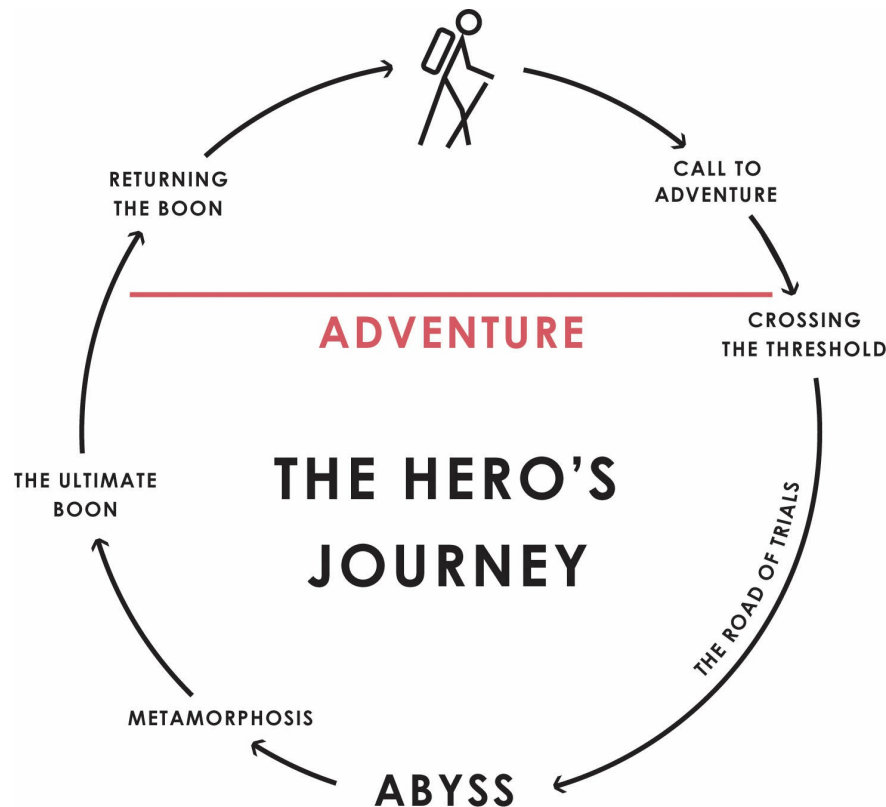 CALL TO
ADVENTURE
RETURNING
THE BOON
CROSSING
THE THRESHOLD
ADVENTURE
THE HERO'S
JOURNEY
THE ULTIMATE
BOON
THE ROAD OF TRIALS
METAMORPHOSIS
ABYSS